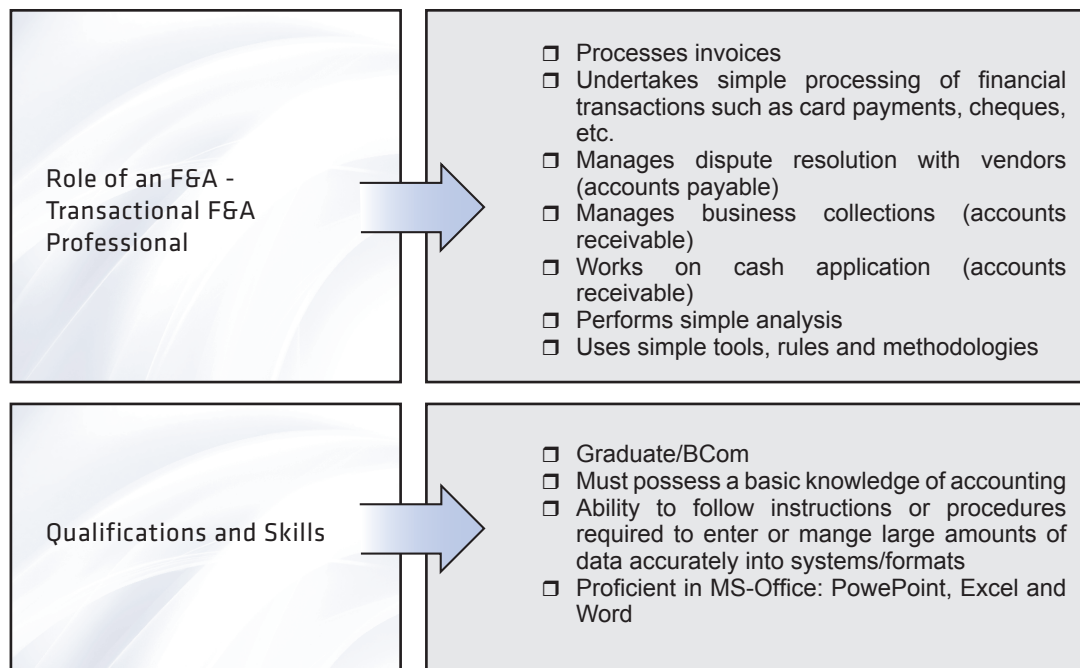 Role of an F&A -
Transactional F&A
Professional
❒ Processes invoices
❒ Undertakes simple processing of financial
transactions such as card payments, cheques,
etc.
❒ Manages dispute resolution with vendors
(accounts payable)
❒ Manages business collections (accounts
receivable)
❒ Works on cash application (accounts
receivable)
❒ Performs simple analysis
❒ Uses simple tools, rules and methodologies
Qualifications and Skills
❒ Graduate/BCom
❒ Must possess a basic knowledge of accounting
❒ Ability to follow instructions or procedures
required to enter or mange large amounts of
data accurately into systems/formats
❒ Proficient in MS-Office: PowePoint, Excel and
Word